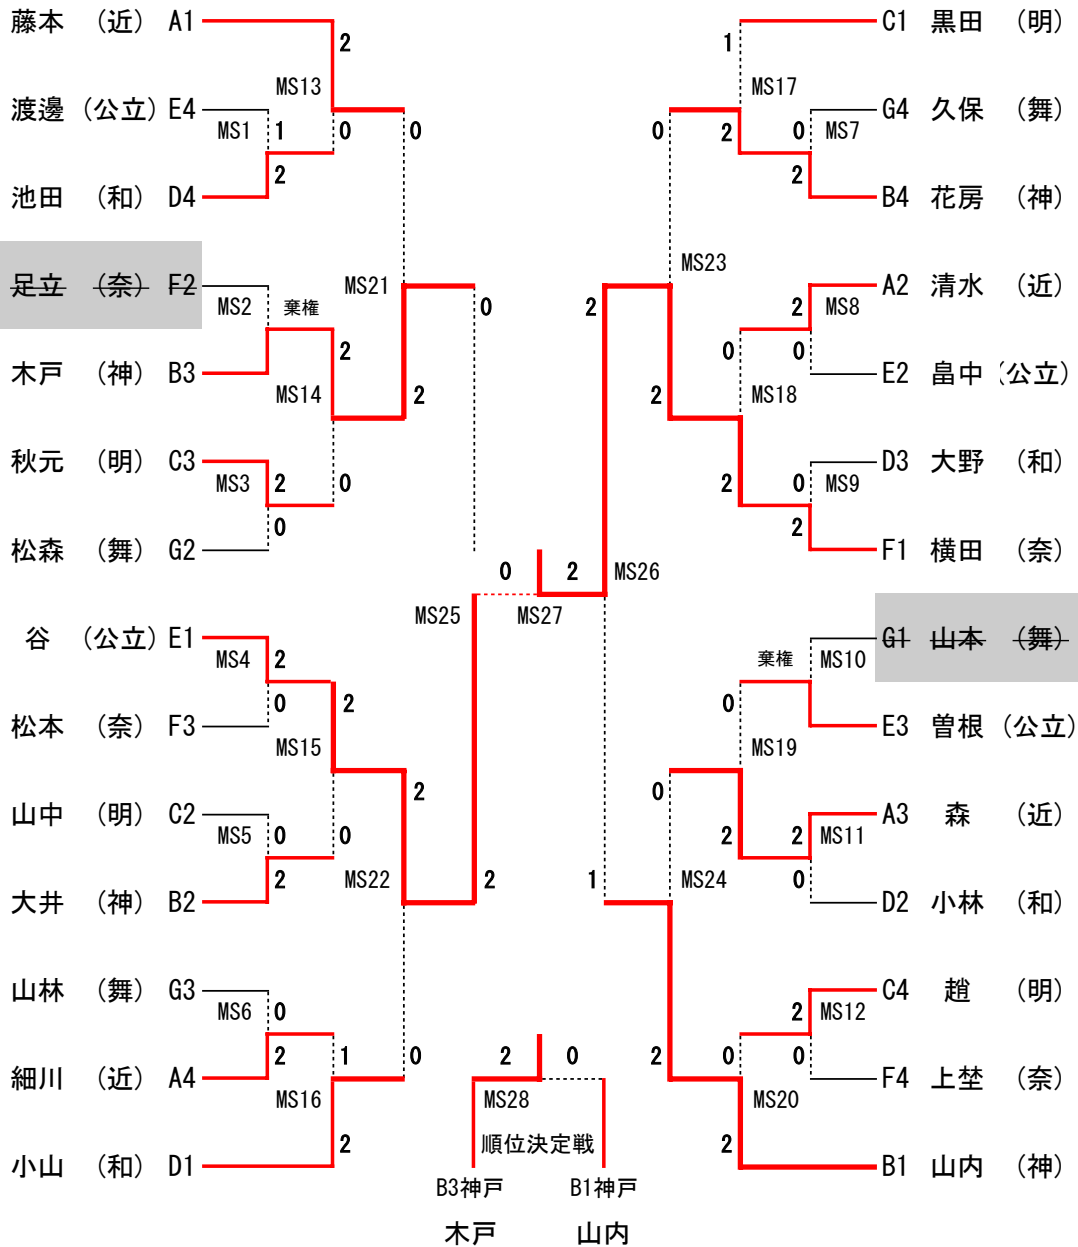 藤本 （近） A1
2
MS13
渡邊 （公立） E4
MS1 1 0 0
池田 （和） D4
2
足立 （奈） F2
MS2 棄権 MS21
木戸 （神） B3
2 0
MS14 2
秋元 （明） C3
MS3 2 0
松森 （舞） G2
0
谷 （公立） E1
MS4 2
松本 （奈） F3
0 2
MS15
山中 （明） C2
2
MS5 0 0
大井 （神） B2
2 MS22 2
山林 （舞） G3
MS6 0
細川 （近） A4
2 1 0
MS16
小山 （和） D1
2
C1 黒田 （明）
1
MS17
G4 久保 （舞）
0 2 0 MS7
B4 花房 （神）
2
MS23
A2 清水 （近）
2 2 MS8
E2 畠中 （公立）
0 0
2 MS18
D3 大野 （和）
2 0 MS9
F1 横田 （奈）
2
MS25 0 MS27 2 MS26
G1 山本 （舞）
棄権 MS10
E3 曽根 （公立）
0
MS19
A3 森 （近）
0
2 2 MS11
D2 小林 （和）
1 MS24 0
C4 趙 （明）
2 MS12
F4 上埜 （奈）
2 0 0
MS20
B1 山内 （神）
2
2 0
MS28
順位決定戦
B3神戸 B1神戸
木戸 山内